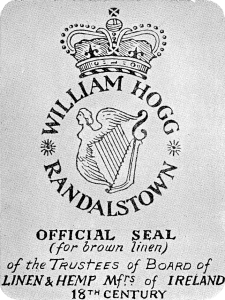 WILLIAM HOGG
RANDALSTOWN
OFFICIAL SEAL
(for brown linen)
of the TRUSTEES of BOARD of
LINEN & HEMP Mfrs of IRELAND
18TH CENTURY